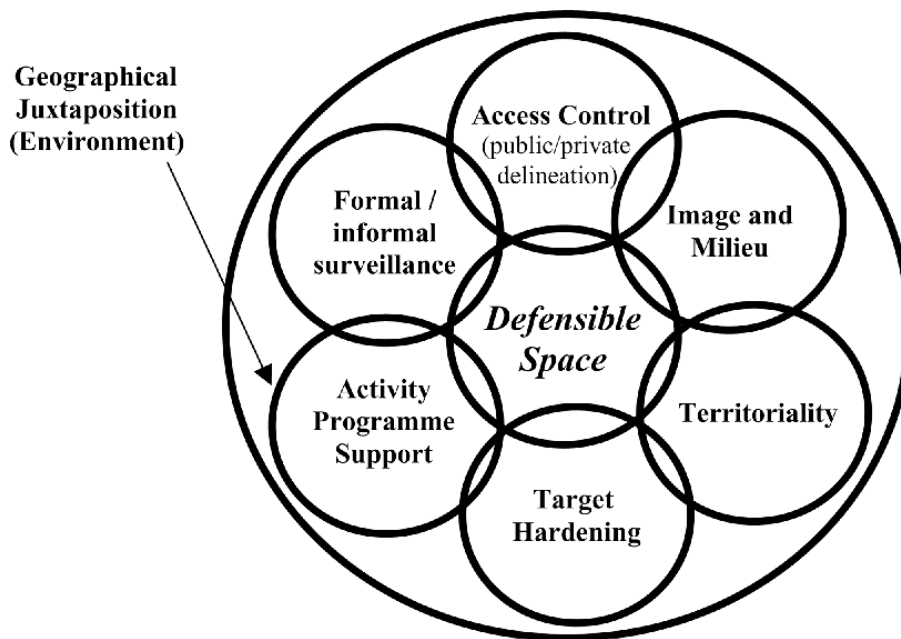 Geographical
Juxtaposition
(Environment)
Access Control
(public/private
delineation)
Formal /
informal
surveillance
Image and
Milieu
Defensible
Space
Activity
Programme
Support
Territoriality
Target
Hardening